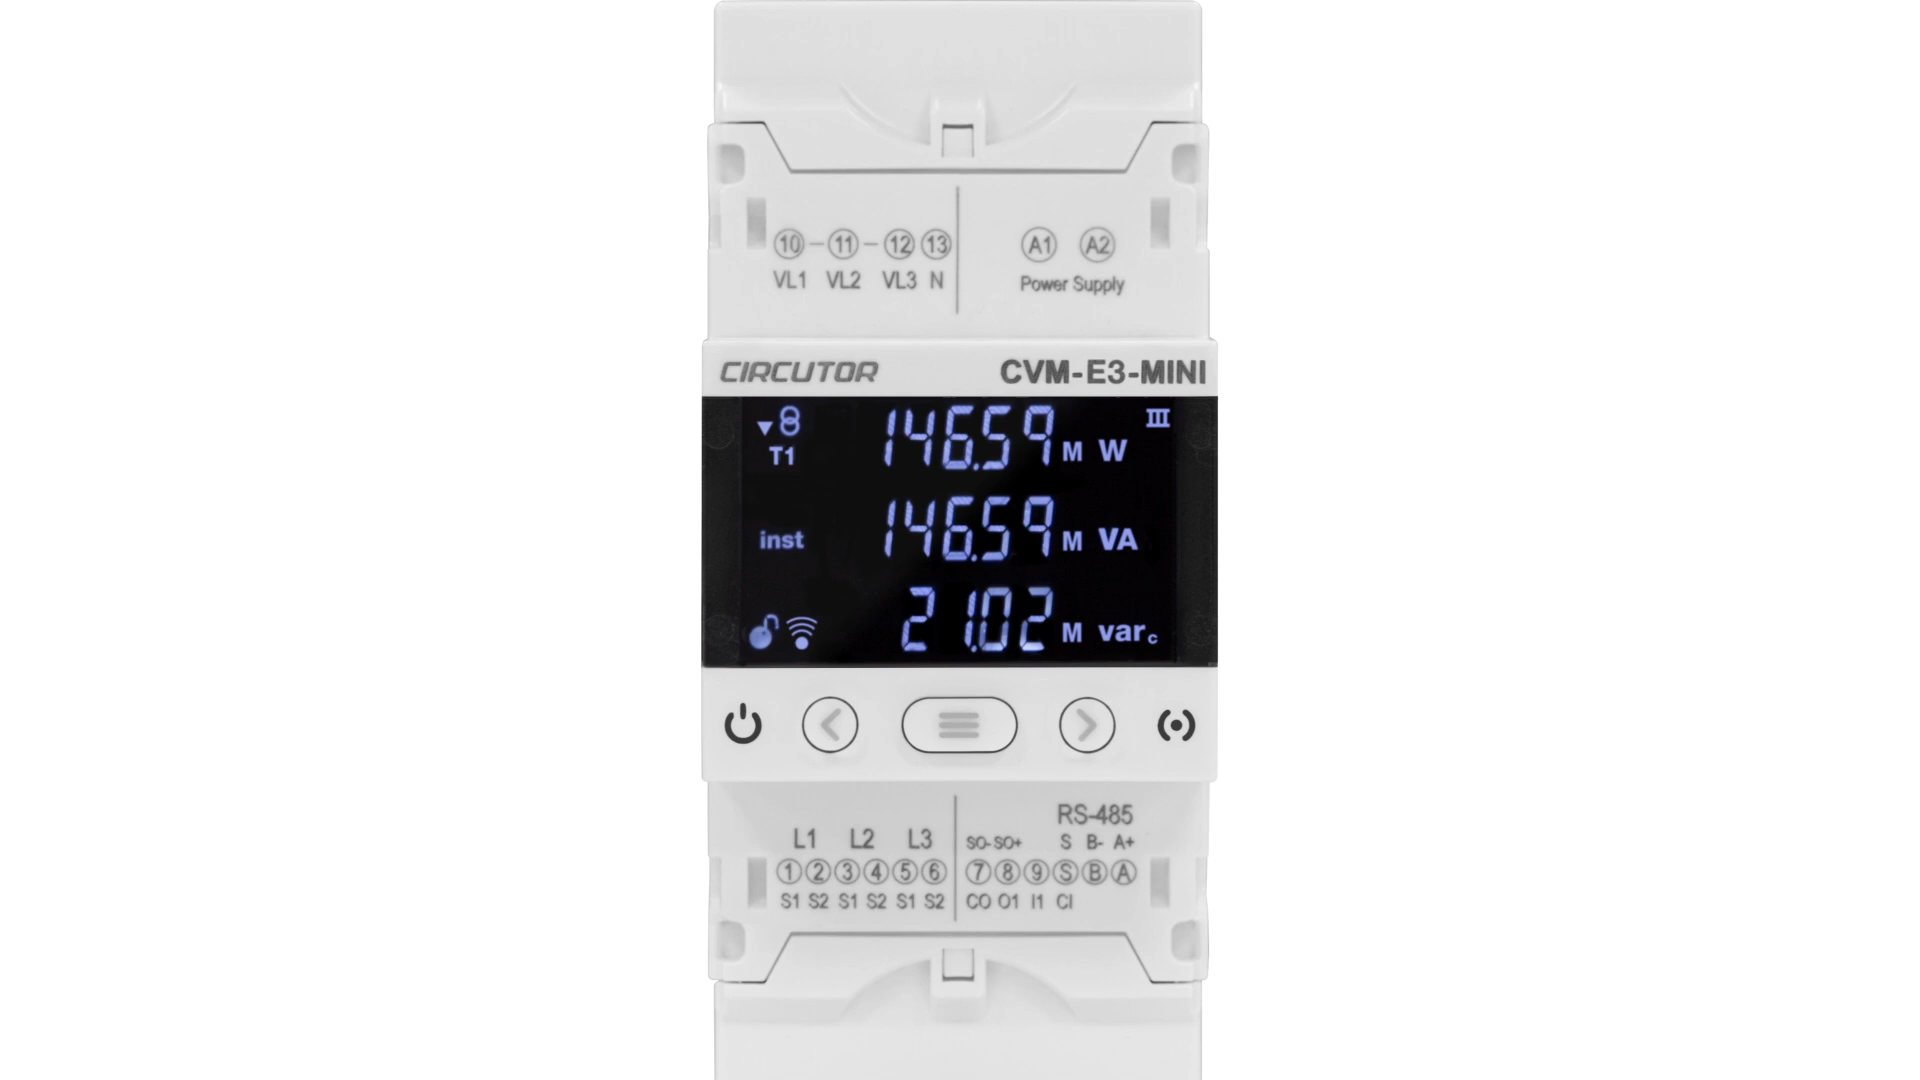 10 11 12 13 A1 A2
VL1 VL2 VL3 N Power Supply
CIRCUTOR CVM-E3-MINI
146.59 M W III
T1
inst 146.59 M VA
21.02 M varc
RS-485
L1 L2 L3 SO- SO+ S B- A+
1 2 3 4 5 6 7 8 9 S B A
S1 S2 S1 S2 S1 S2 CO O1 I1 CI